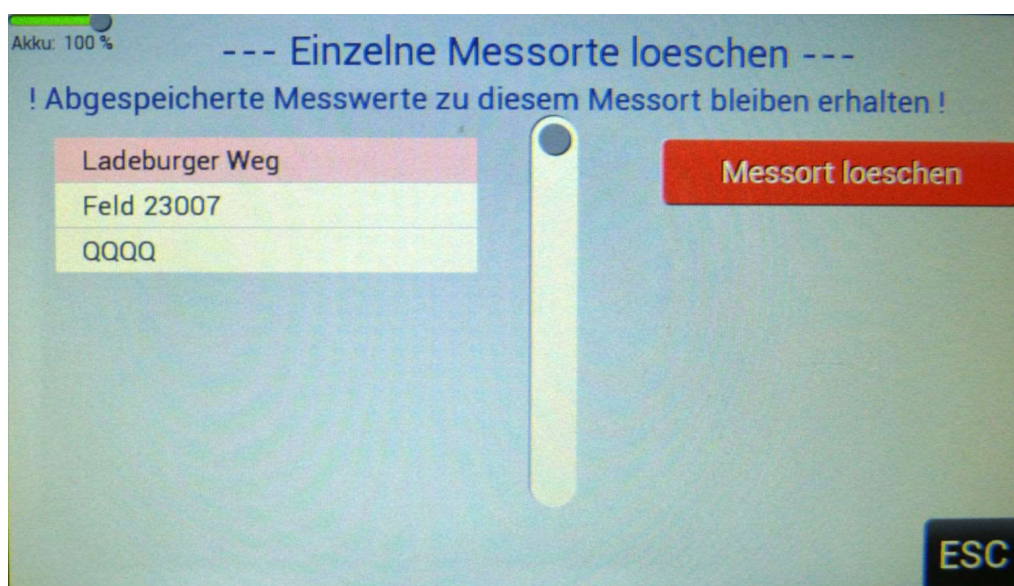 Akku: 100 %
--- Einzelne Messorte loeschen ---
! Abgespeicherte Messwerte zu diesem Messort bleiben erhalten !
Ladeburger Weg
Messort loeschen
Feld 23007
QQQQ
ESC